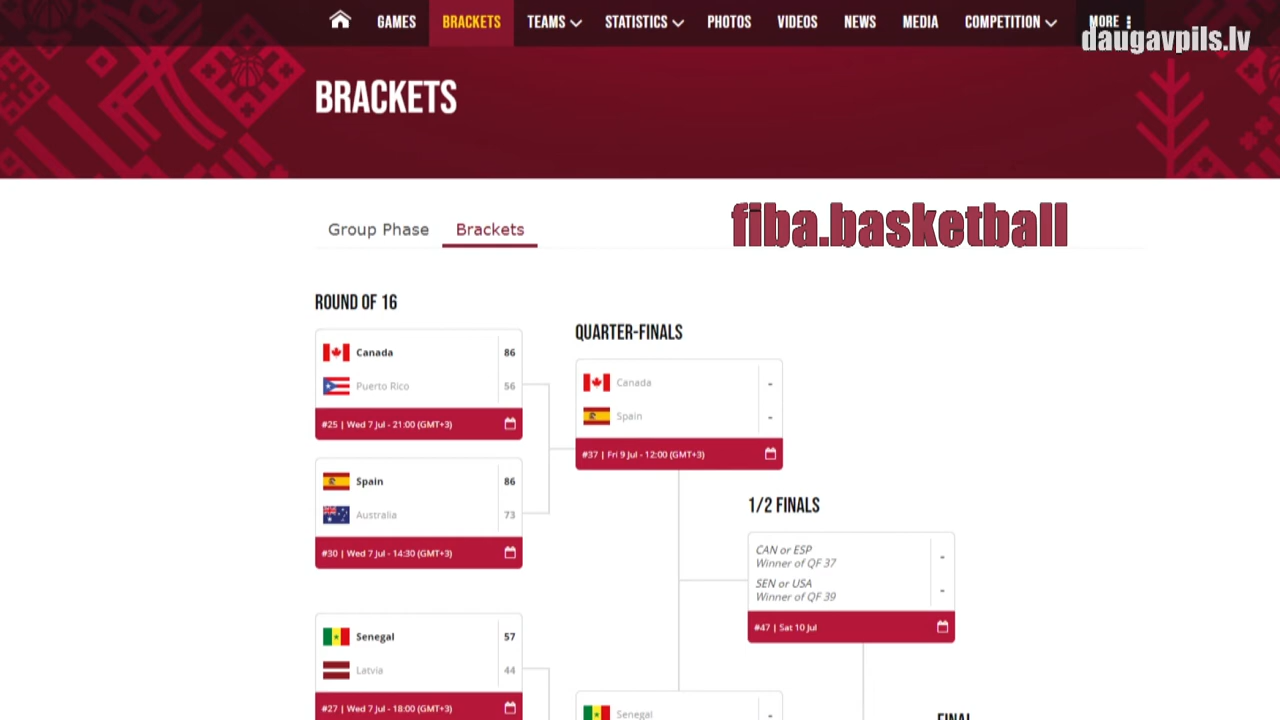 GAMES BRACKETS TEAMS STATISTICS PHOTOS VIDEOS NEWS MEDIA COMPETITION MORE
daugavpils.lv
BRACKETS
Group Phase Brackets
fiba.basketball
ROUND OF 16
Canada 86
Puerto Rico 56
#25 | Wed 7 Jul - 21:00 (GMT+3)
Spain 86
Australia 73
#30 | Wed 7 Jul - 14:30 (GMT+3)
Senegal 57
Latvia 44
#27 | Wed 7 Jul - 18:00 (GMT+3)
QUARTER-FINALS
Canada -
Spain -
#37 | Fri 9 Jul - 12:00 (GMT+3)
Senegal -
1/2 FINALS
CAN or ESP
Winner of QF 37 -
SEN or USA
Winner of QF 39 -
#47 | Sat 10 Jul
FINAL